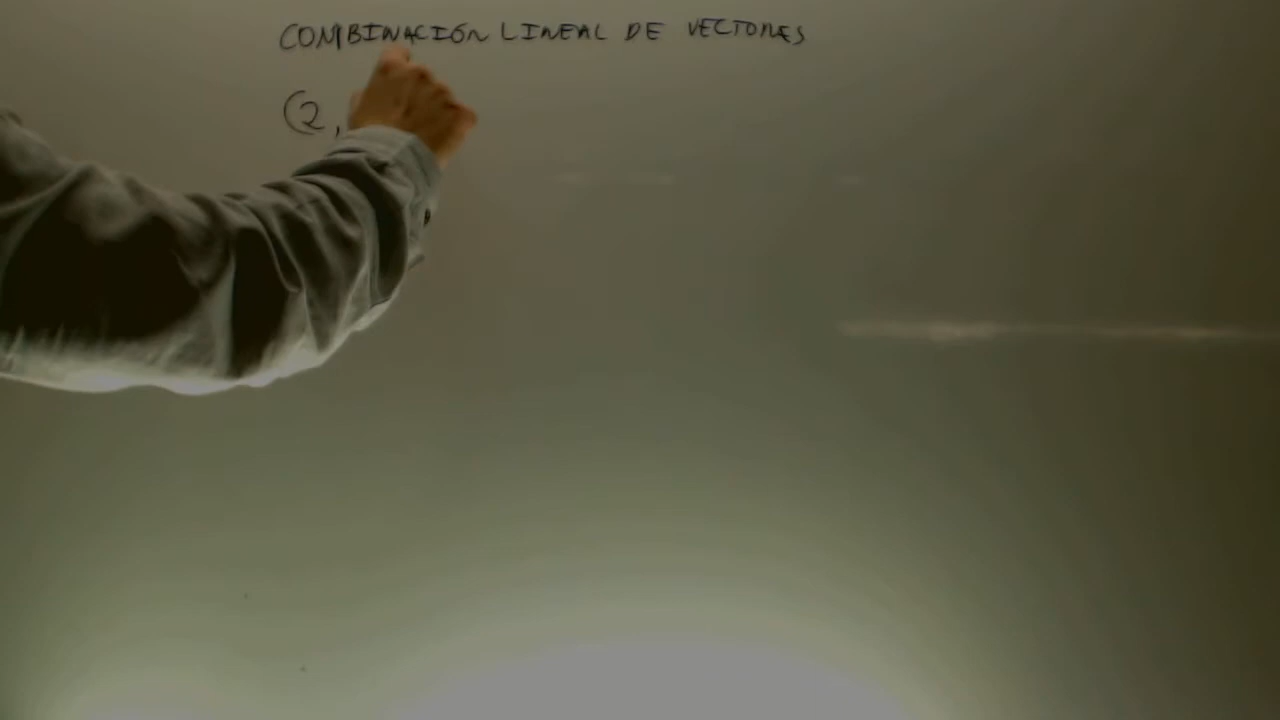 COMBINACIÓN LINEAL DE VECTORES
(2,